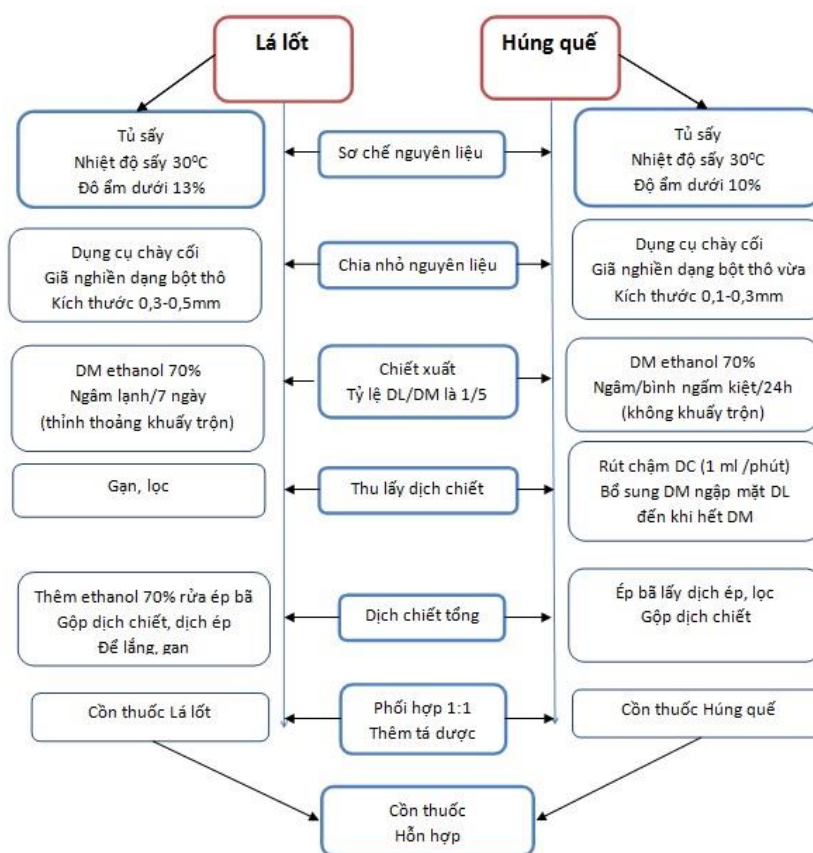 Lá lốt
Húng quế
Tủ sấy
Nhiệt độ sấy 30⁰C
Đô ẩm dưới 13%
Sơ chế nguyên liệu
Tủ sấy
Nhiệt độ sấy 30⁰C
Độ ẩm dưới 10%
Dụng cụ chày cối
Giã nghiền dạng bột thô
Kích thước 0,3-0,5mm
Chia nhỏ nguyên liệu
Dụng cụ chày cối
Giã nghiền dạng bột thô vừa
Kích thước 0,1-0,3mm
DM ethanol 70%
Ngâm lạnh/7 ngày
(thỉnh thoảng khuấy trộn)
Chiết xuất
Tỷ lệ DL/DM là 1/5
DM ethanol 70%
Ngâm/bình ngấm kiệt/24h
(không khuấy trộn)
Gạn, lọc
Thu lấy dịch chiết
Rút chậm DC (1 ml /phút)
Bổ sung DM ngập mặt DL
đến khi hết DM
Thêm ethanol 70% rửa ép bã
Gộp dịch chiết, dịch ép
Để lắng, gan
Dịch chiết tổng
Ép bã lấy dịch ép, lọc
Gộp dịch chiết
Cồn thuốc Lá lốt
Phối hợp 1:1
Thêm tá dược
Cồn thuốc Húng quế
Cồn thuốc
Hỗn hợp